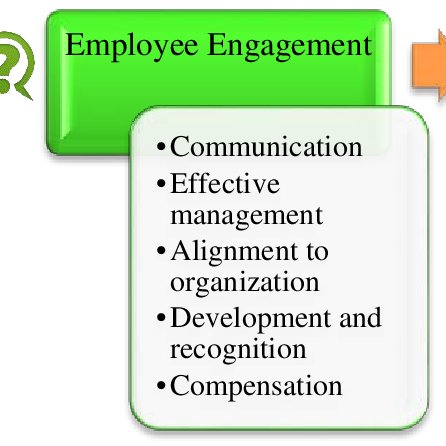 Employee Engagement
•Communication
•Effective
management
•Alignment to
organization
•Development and
recognition
•Compensation